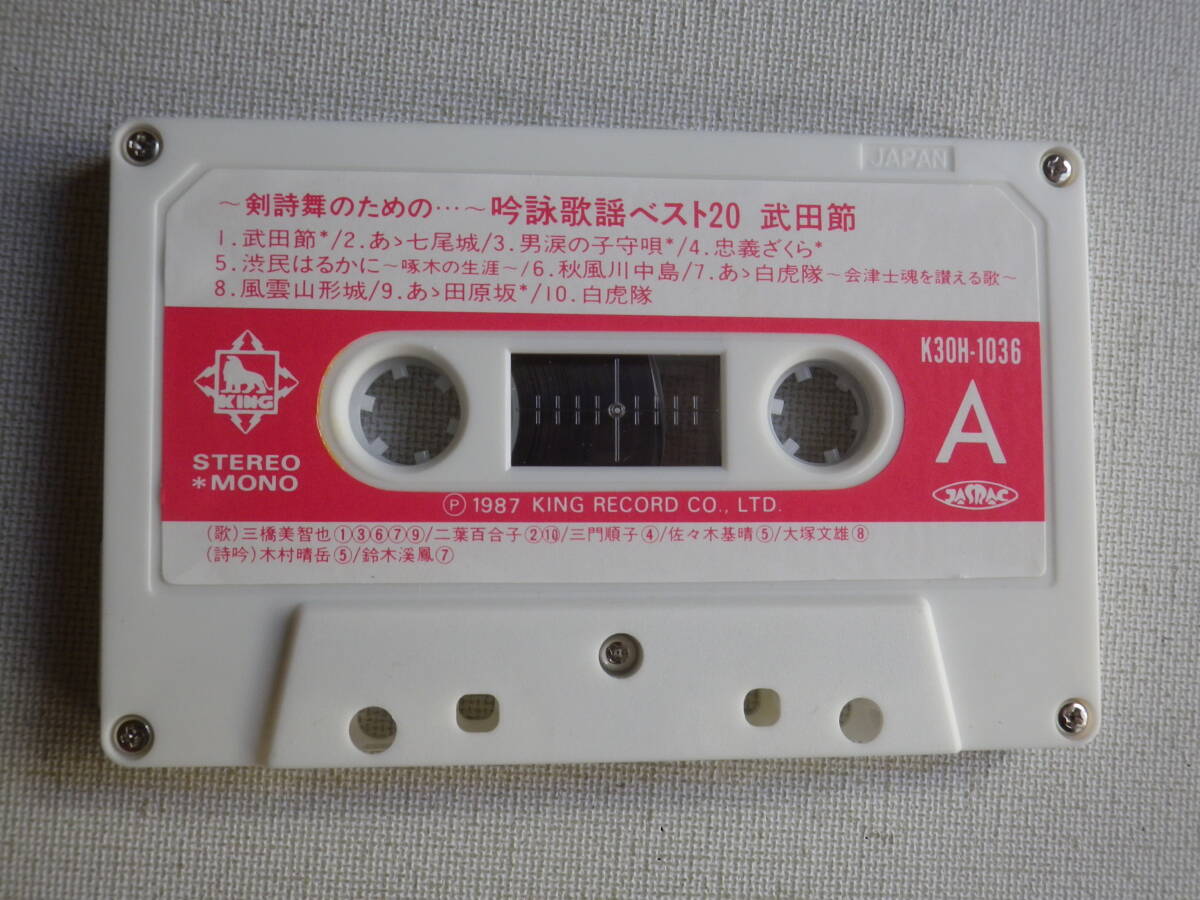 JAPAN
～剣詩舞のための…～吟詠歌謡ベスト20 武田節
1.武田節*/2.あゝ七尾城/3.男涙の子守唄*/4.忠義ざくら*
5.渋民はるかに～啄木の生涯～/6.秋風川中島/7.あゝ白虎隊～会津士魂を讃える歌～
8.風雲山形城/9.あゝ田原坂*/10.白虎隊
K30H-1036
KING
A
STEREO
*MONO
JASRAC
Ⓟ 1987 KING RECORD CO., LTD.
(歌)三橋美智也①③⑥⑦⑨/二葉百合子②⑩/三門順子④/佐々木基晴⑤/大塚文雄⑧
(詩吟)木村晴岳⑤/鈴木溪鳳⑦